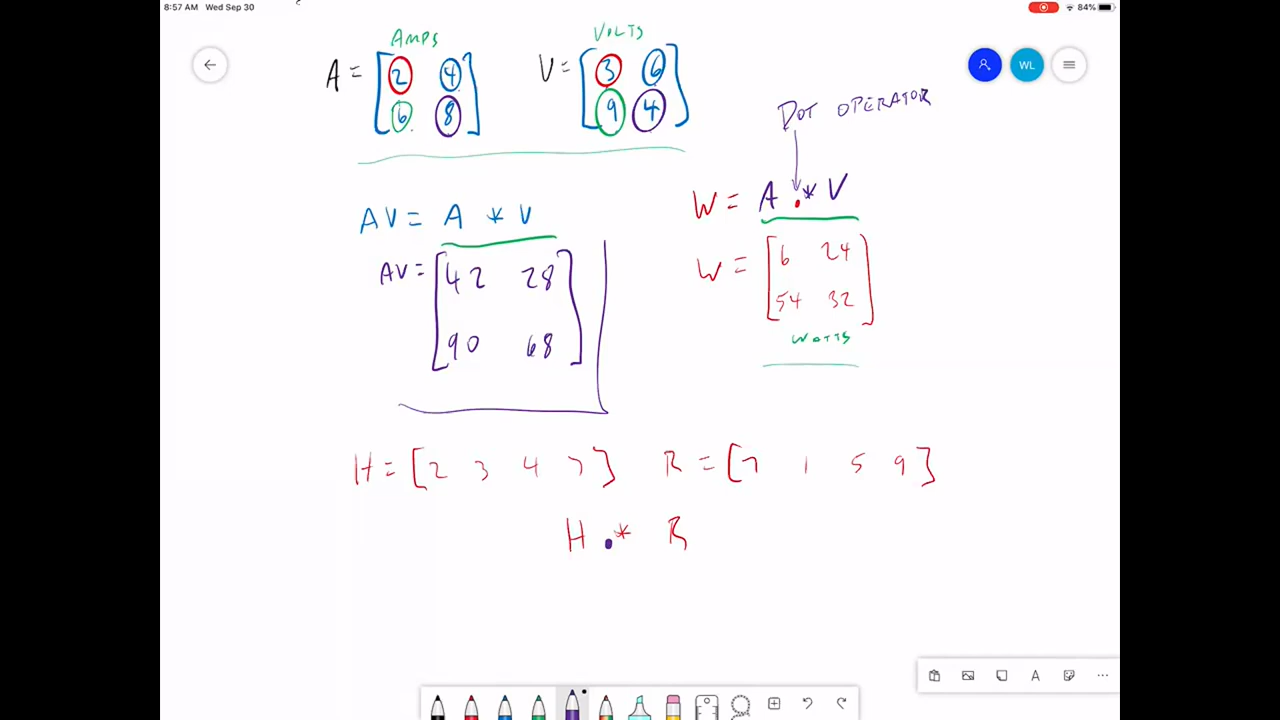 8:57 AM Wed Sep 30
84%
AMPS VOLTS
A = [2 4 V = [3 6
6 8] 9 4]
WL
DOT OPERATOR
AV = A * V
W = A .* V
AV = [42 28
90 68]
W = [6 24
54 32]
WATTS
H = [2 3 4 7] R = [7 1 5 9]
H .* R
A